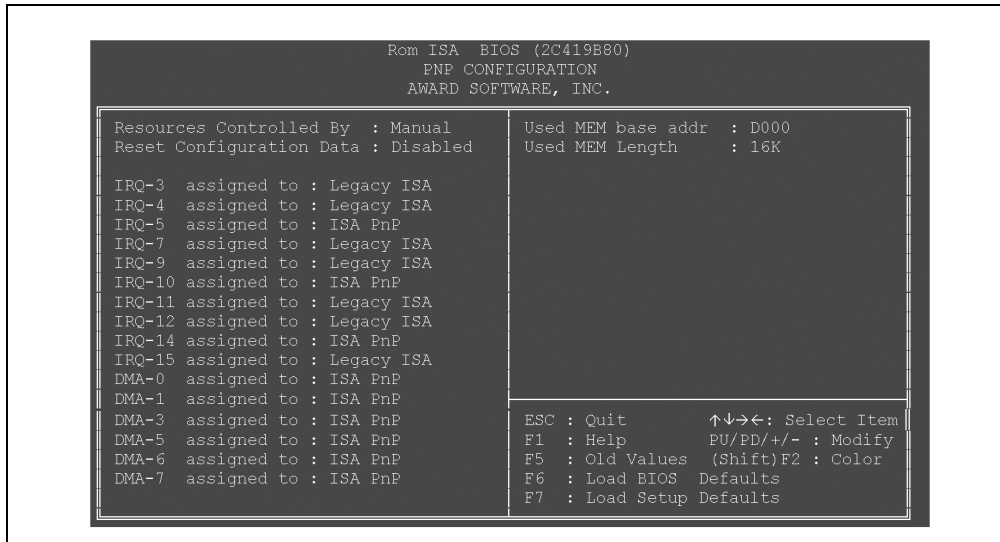 Rom ISA BIOS (2C419B80)
PNP CONFIGURATION
AWARD SOFTWARE, INC.
Resources Controlled By : Manual
Reset Configuration Data : Disabled
IRQ-3 assigned to : Legacy ISA
IRQ-4 assigned to : Legacy ISA
IRQ-5 assigned to : ISA PnP
IRQ-7 assigned to : Legacy ISA
IRQ-9 assigned to : Legacy ISA
IRQ-10 assigned to : ISA PnP
IRQ-11 assigned to : Legacy ISA
IRQ-12 assigned to : Legacy ISA
IRQ-14 assigned to : ISA PnP
IRQ-15 assigned to : Legacy ISA
DMA-0 assigned to : ISA PnP
DMA-1 assigned to : ISA PnP
DMA-3 assigned to : ISA PnP
DMA-5 assigned to : ISA PnP
DMA-6 assigned to : ISA PnP
DMA-7 assigned to : ISA PnP
Used MEM base addr : D000
Used MEM Length : 16K
ESC : Quit ↑↓→←: Select Item
F1 : Help PU/PD/+/- : Modify
F5 : Old Values (Shift)F2 : Color
F6 : Load BIOS Defaults
F7 : Load Setup Defaults